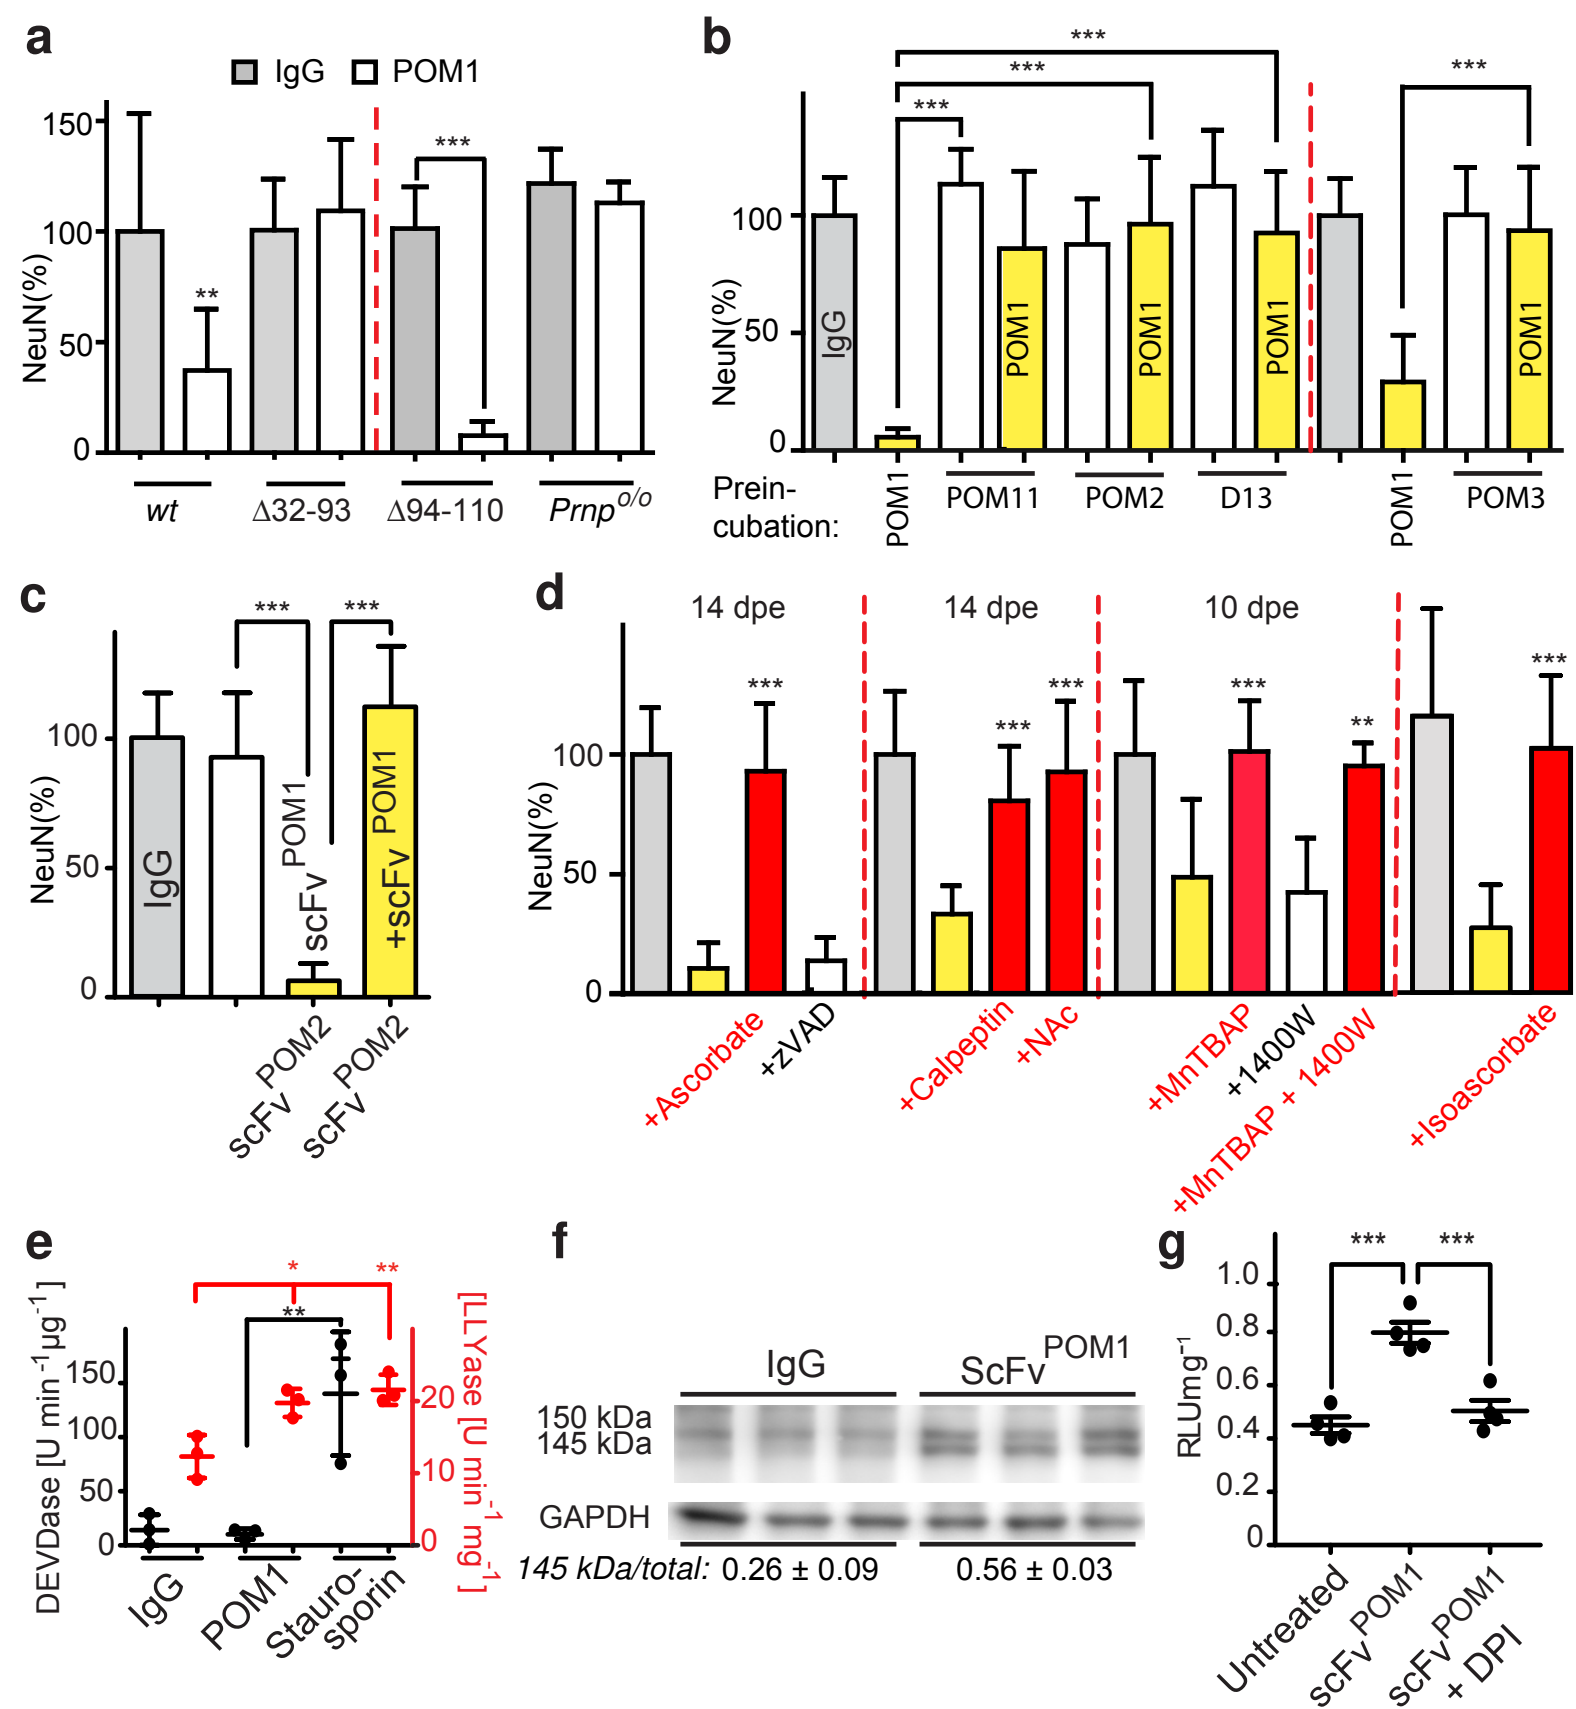 a
IgG POM1
***
**
NeuN(%)
150
100
50
0
wt Δ32-93 Δ94-110 Prnp o/o
b
***
***
***
***
NeuN(%)
100
50
0
IgG
POM1
POM1
POM1
POM1
Prein-
cubation:
POM1
POM11
POM2
D13
POM1
POM3
c
*** ***
NeuN(%)
100
50
0
IgG
scFv POM1
+scFv POM1
scFv POM2
scFv POM2
d
14 dpe 14 dpe 10 dpe
*** *** *** *** ** ***
NeuN(%)
100
50
0
+Ascorbate
+zVAD
+Calpeptin
+NAc
+MnTBAP
+1400W
+MnTBAP + 1400W
+Isoascorbate
e
* **
**
DEVDase [U min-1µg-1]
150
100
50
0
[LLYase [U min-1 mg-1]
20
10
0
IgG
POM1
Stauro-
sporin
f
IgG ScFv POM1
150 kDa
145 kDa
GAPDH
145 kDa/total: 0.26 ± 0.09 0.56 ± 0.03
g
*** ***
RLUmg-1
1.0
0.8
0.6
0.4
0.2
0
Untreated
scFv POM1
scFv POM1
+ DPI